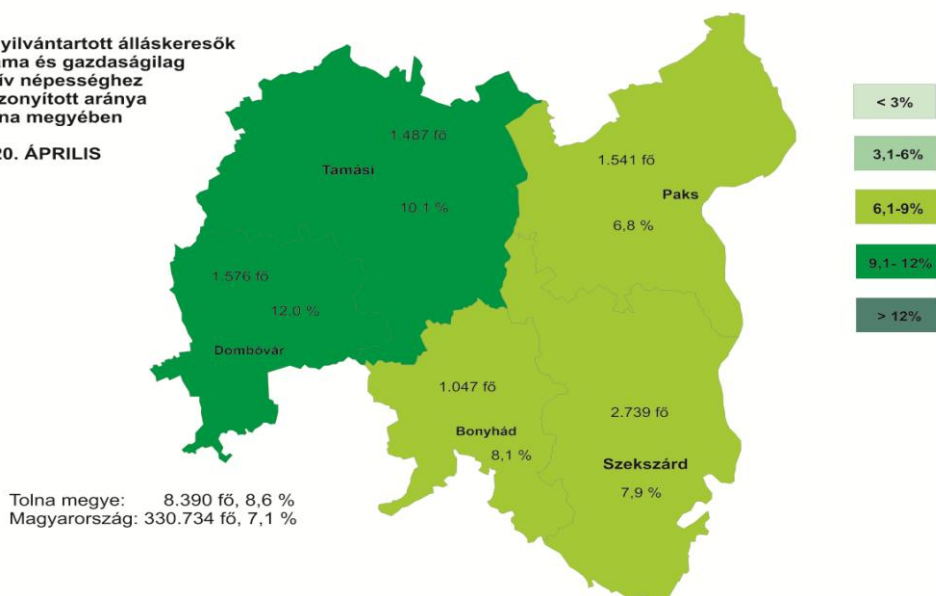 yilvántartott álláskeresők
áma és gazdaságilag
ív népességhez
zonyított aránya
na megyében
20. ÁPRILIS
1.487 fő
Tamási
10.1 %
1.541 fő
Paks
6,8 %
1.576 fő
12.0 %
Dombóvár
1.047 fő
Bonyhád
8,1 %
2.739 fő
Szekszárd
7,9 %
< 3%
3,1-6%
6,1-9%
9,1- 12%
> 12%
Tolna megye: 8.390 fő, 8,6 %
Magyarország: 330.734 fő, 7,1 %